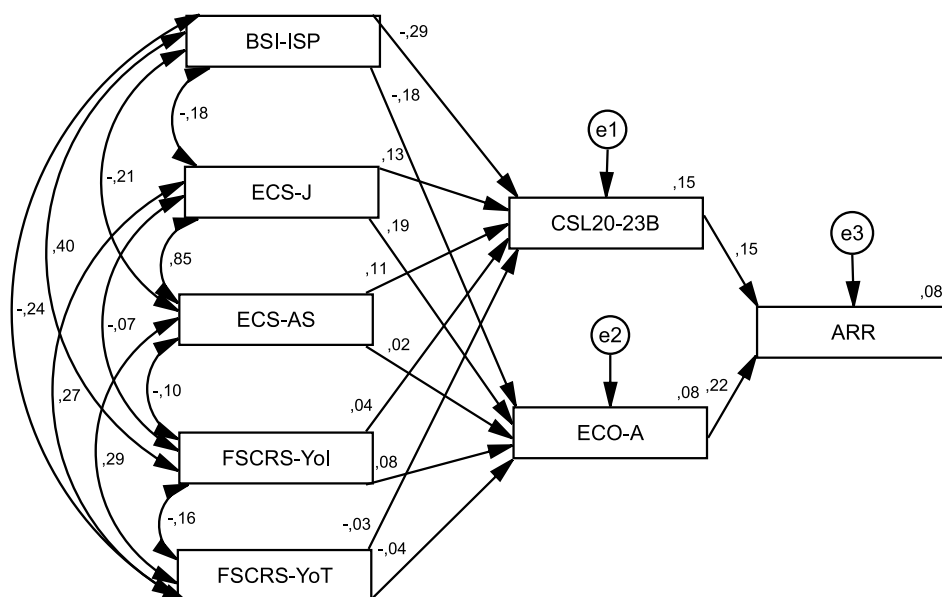 BSI-ISP
-,29
-,18
-,18
e1
,13
,15
-,21
ECS-J
CSL20-23B
e3
,40
,19
,15
,85
,11
,08
-,24
-,07
ECS-AS
e2
ARR
,02
-,10
,27
,04
,08
,22
ECO-A
,29
FSCRS-YoI
,08
-,16
-,03
-,04
FSCRS-YoT